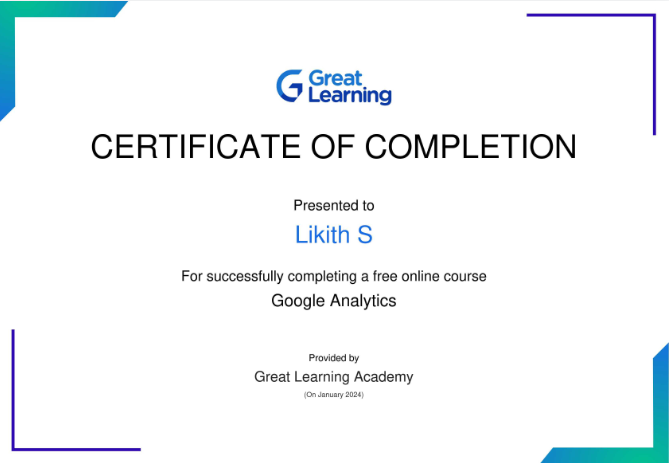 Great
Learning
CERTIFICATE OF COMPLETION
Presented to
Likith S
For successfully completing a free online course
Google Analytics
Provided by
Great Learning Academy
(On January 2024)